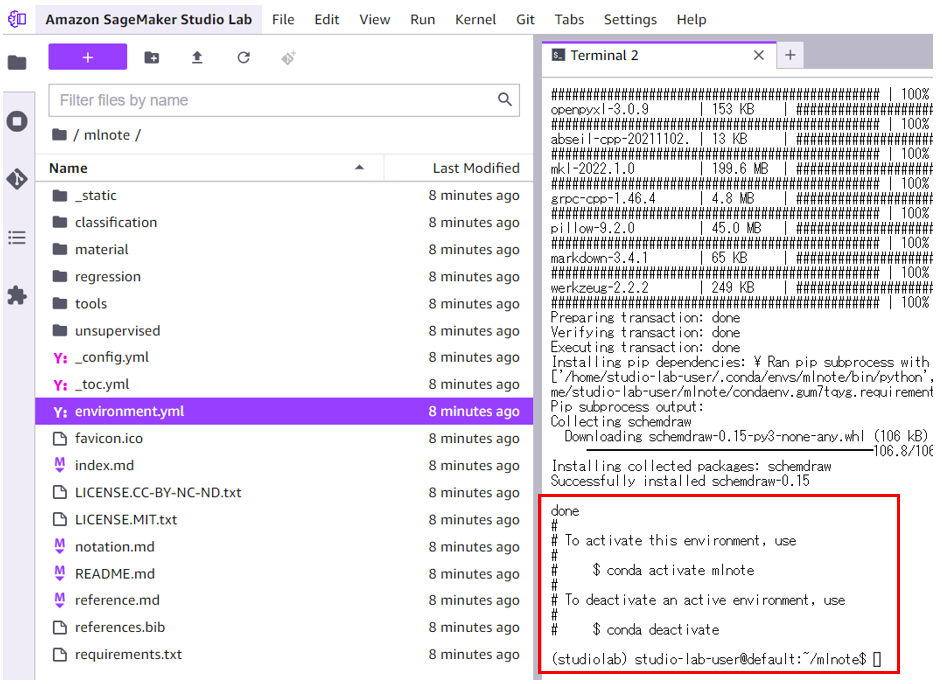 Amazon SageMaker Studio Lab File Edit View Run Kernel Git Tabs Settings Help
+
Filter files by name
/ mlnote /
Name Last Modified
_static 8 minutes ago
classification 8 minutes ago
material 8 minutes ago
regression 8 minutes ago
tools 8 minutes ago
unsupervised 8 minutes ago
Y: _config.yml 8 minutes ago
Y: _toc.yml 8 minutes ago
Y: environment.yml 8 minutes ago
favicon.ico 8 minutes ago
M index.md 8 minutes ago
LICENSE.CC-BY-NC-ND.txt 8 minutes ago
LICENSE.MIT.txt 8 minutes ago
M notation.md 8 minutes ago
M README.md 8 minutes ago
M reference.md 8 minutes ago
references.bib 8 minutes ago
requirements.txt 8 minutes ago
Terminal 2 +
##################################### | 100%
openpyxl-3.0.9 | 153 KB | ################
##################################### | 100%
abseil-cpp-20211102. | 13 KB | ################
##################################### | 100%
mkl-2022.1.0 | 199.6 MB | ################
##################################### | 100%
grpc-cpp-1.46.4 | 4.8 MB | ################
##################################### | 100%
pillow-9.2.0 | 45.0 MB | ################
##################################### | 100%
markdown-3.4.1 | 65 KB | ################
##################################### | 100%
werkzeug-2.2.2 | 249 KB | ################
##################################### | 100%
Preparing transaction: done
Verifying transaction: done
Executing transaction: done
Installing pip dependencies: ¥ Ran pip subprocess with
['/home/studio-lab-user/.conda/envs/mlnote/bin/python',
me/studio-lab-user/mlnote/condaenv.gum7tqyg.requirement
Pip subprocess output:
Collecting schemdraw
Downloading schemdraw-0.15-py3-none-any.whl (106 kB)
106.8/106
Installing collected packages: schemdraw
Successfully installed schemdraw-0.15
done
#
# To activate this environment, use
#
# $ conda activate mlnote
#
# To deactivate an active environment, use
#
# $ conda deactivate
(studiolab) studio-lab-user@default:~/mlnote$